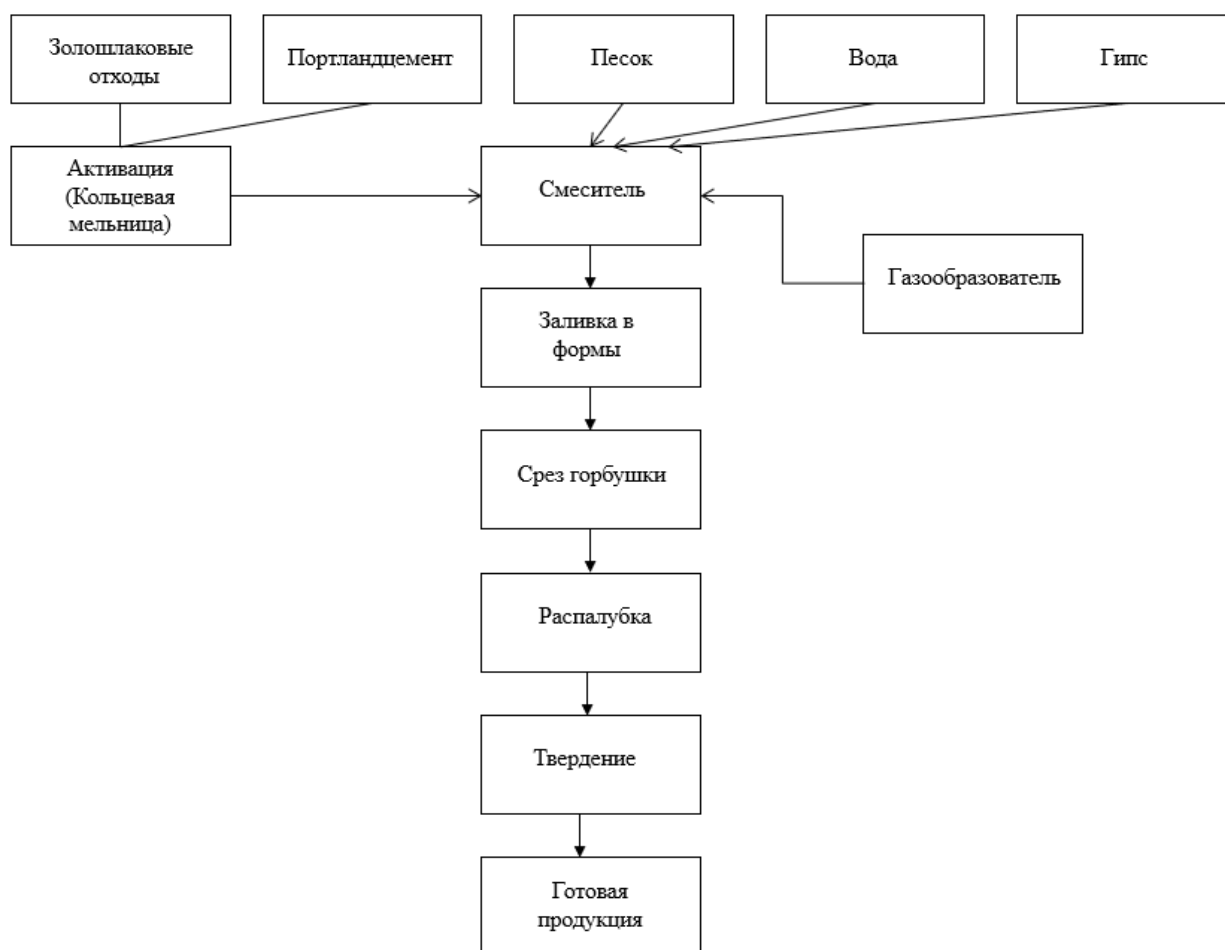 Золошлаковые
отходы
Портландцемент
Песок
Вода
Гипс
Активация
(Кольцевая
мельница)
Смеситель
Газообразователь
Заливка в
формы
Срез горбушки
Распалубка
Твердение
Готовая
продукция